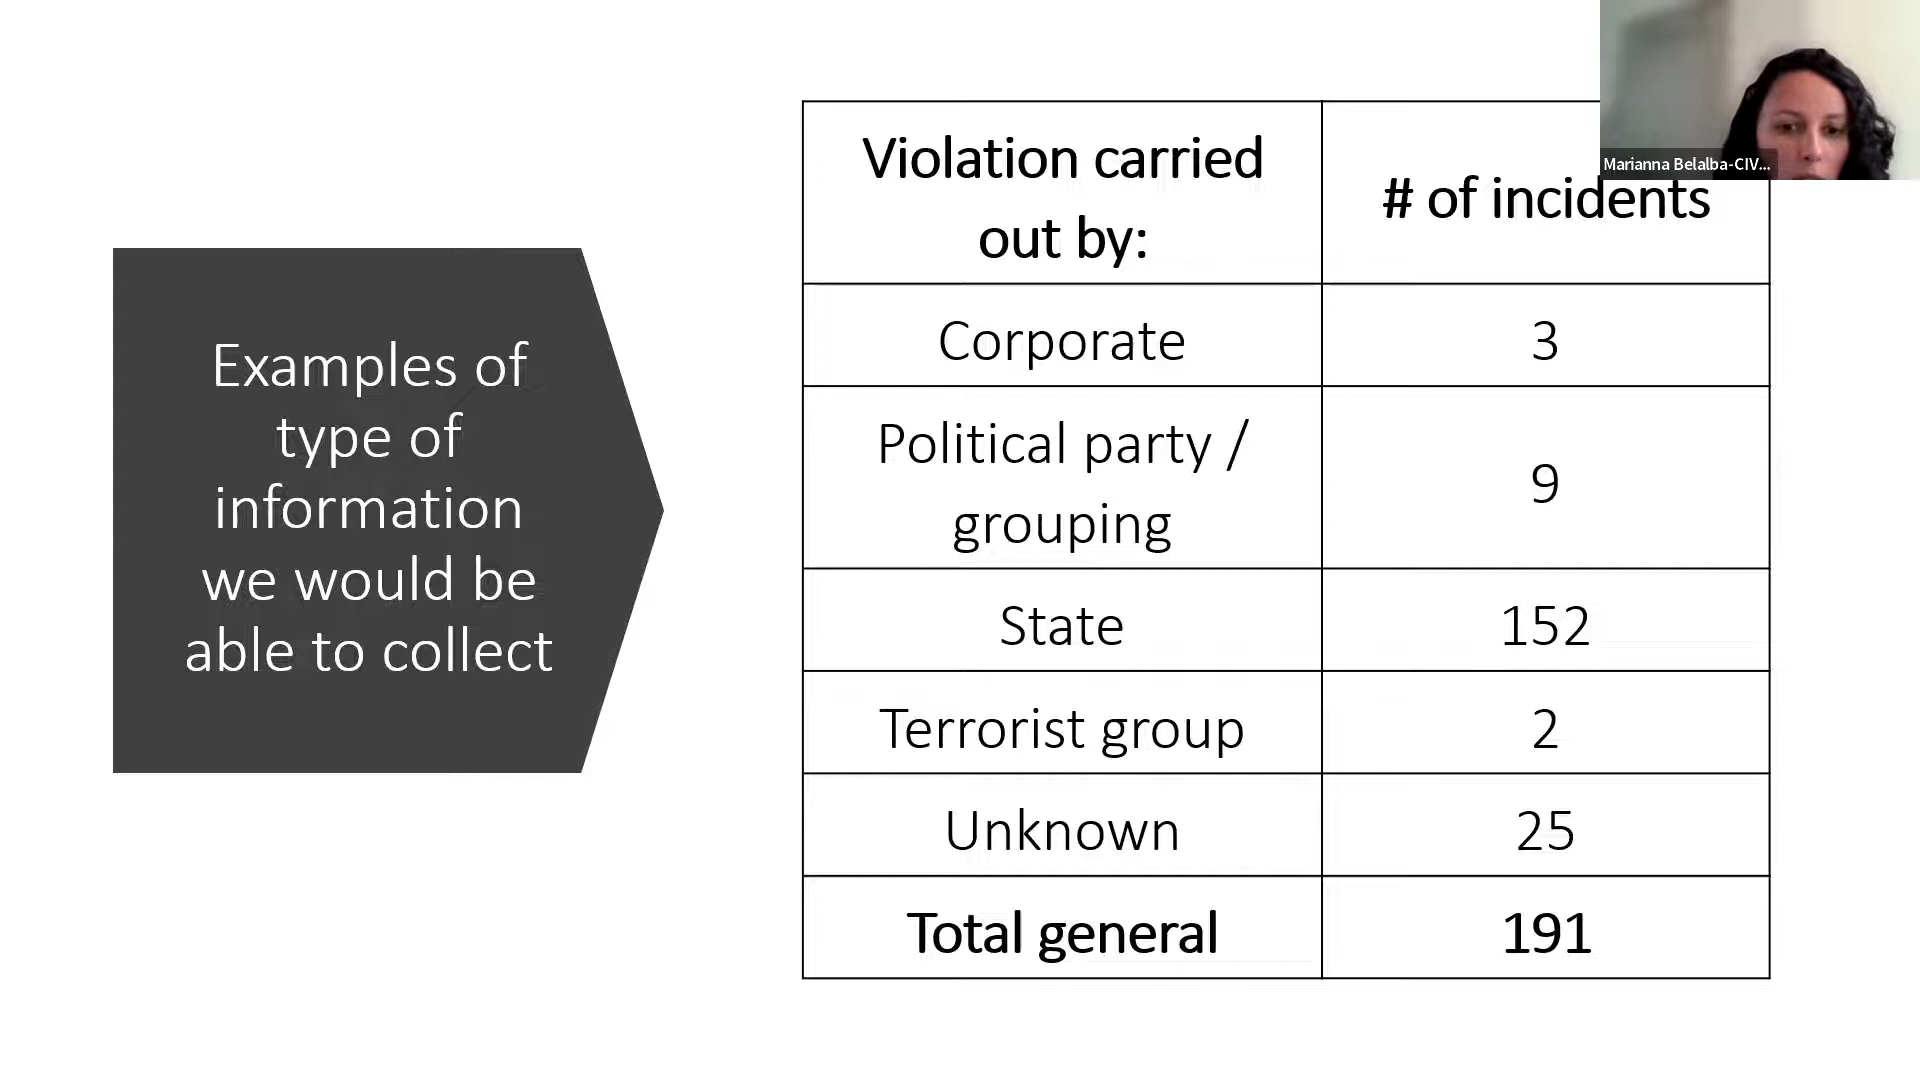 Examples of
type of
information
we would be
able to collect
Violation carried
out by:
# of incidents
Corporate
3
Political party /
grouping
9
State
152
Terrorist group
2
Unknown
25
Total general
191
Marianna Belalba-CIV...